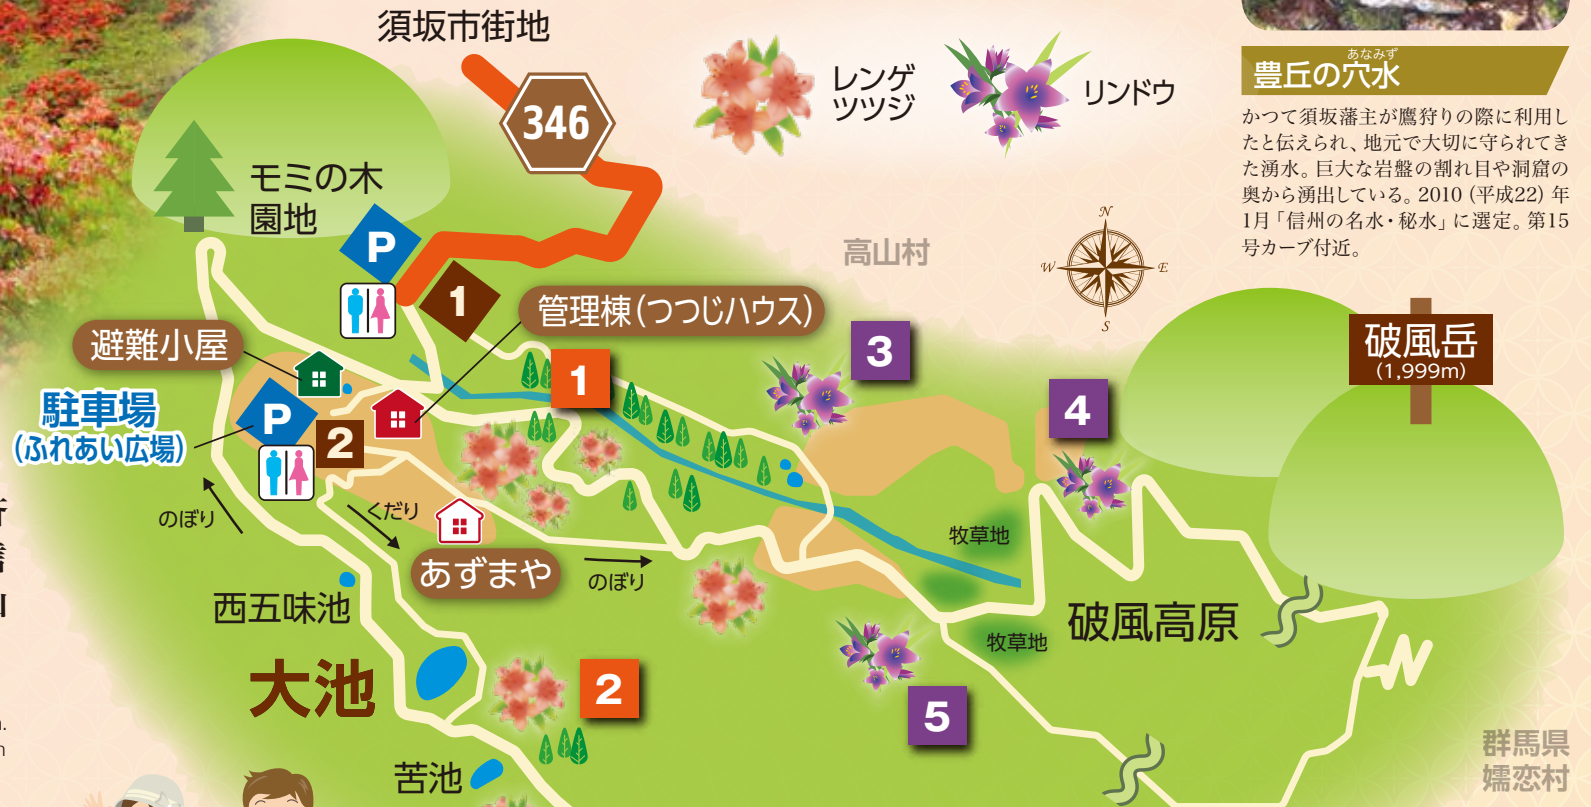 須坂市街地
346
レンゲ
ツツジ
リンドウ
あなみず
豊丘の穴水
かつて須坂藩主が鷹狩りの際に利用し
たと伝えられ、地元で大切に守られてき
た湧水。巨大な岩盤の割れ目や洞窟の
奥から湧出している。2010 (平成22) 年
1月「信州の名水・秘水」に選定。第15
号カーブ付近。
モミの木
園地
P
1
高山村
N
W
E
S
管理棟(つつじハウス)
避難小屋
1
3
破風岳
(1,999m)
駐車場
(ふれあい広場)
P
2
4
のぼり
くだり
あずまや
のぼり
牧草地
西五味池
破風高原
牧草地
大池
2
5
苦池
群馬県
嬬恋村